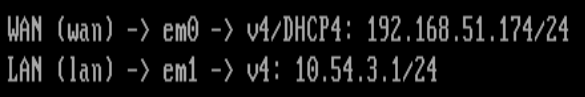 WAN (wan) -> em0 -> v4/DHCP4: 192.168.51.174/24
LAN (lan) -> em1 -> v4: 10.54.3.1/24